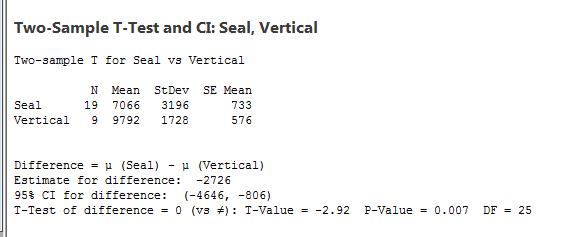 Two-Sample T-Test and CI: Seal, Vertical
Two-sample T for Seal vs Vertical
N Mean StDev SE Mean
Seal 19 7066 3196 733
Vertical 9 9792 1728 576
Difference = μ (Seal) - μ (Vertical)
Estimate for difference: -2726
95% CI for difference: (-4646, -806)
T-Test of difference = 0 (vs ≠): T-Value = -2.92 P-Value = 0.007 DF = 25